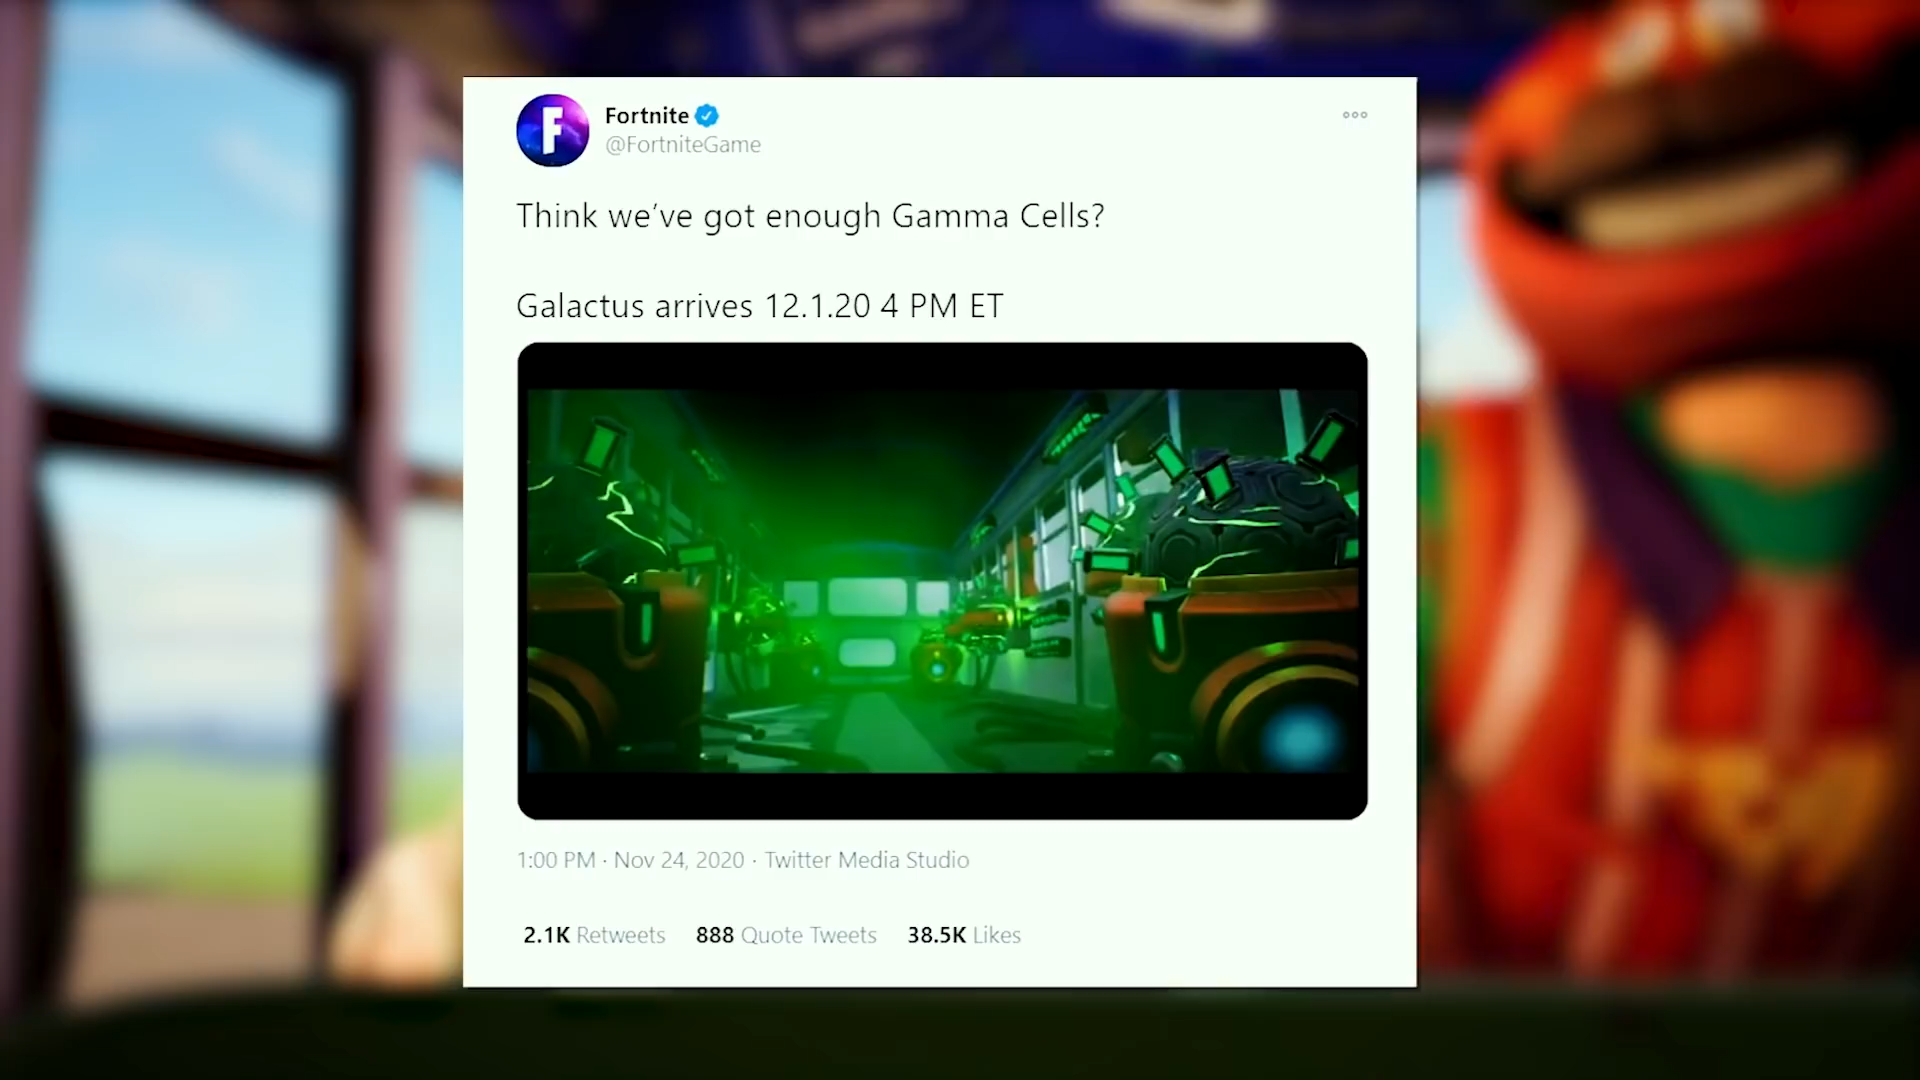 F
Fortnite
@FortniteGame
Think we've got enough Gamma Cells?
Galactus arrives 12.1.20 4 PM ET
1:00 PM · Nov 24, 2020 · Twitter Media Studio
2.1K Retweets 888 Quote Tweets 38.5K Likes